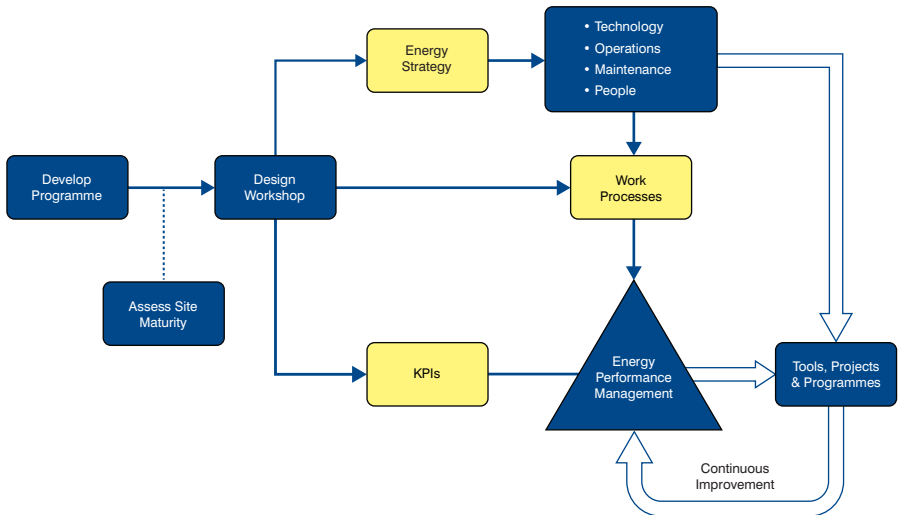 • Technology
• Operations
• Maintenance
• People
Energy
Strategy
Develop
Programme
Design
Workshop
Work
Processes
Assess Site
Maturity
KPIs
Energy
Performance
Management
Tools, Projects
& Programmes
Continuous
Improvement